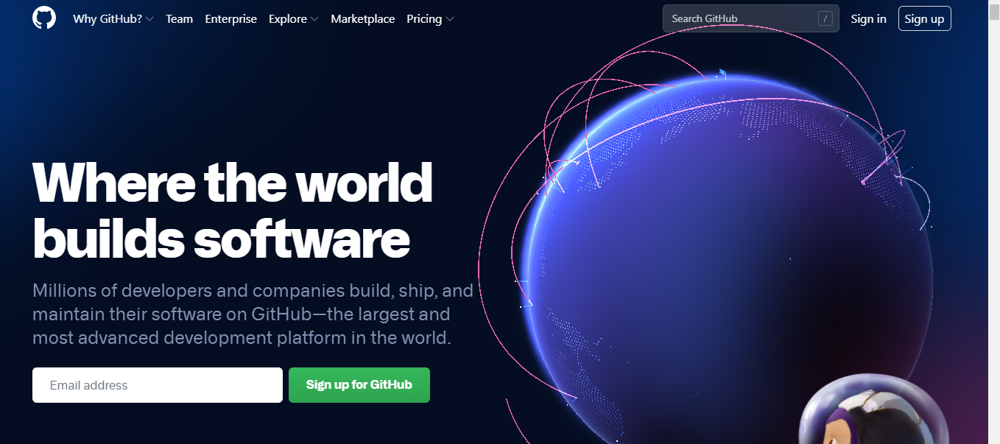 Why GitHub? Team Enterprise Explore Marketplace Pricing Search GitHub / Sign in Sign up
Where the world
builds software
Millions of developers and companies build, ship, and
maintain their software on GitHub—the largest and
most advanced development platform in the world.
Email address Sign up for GitHub